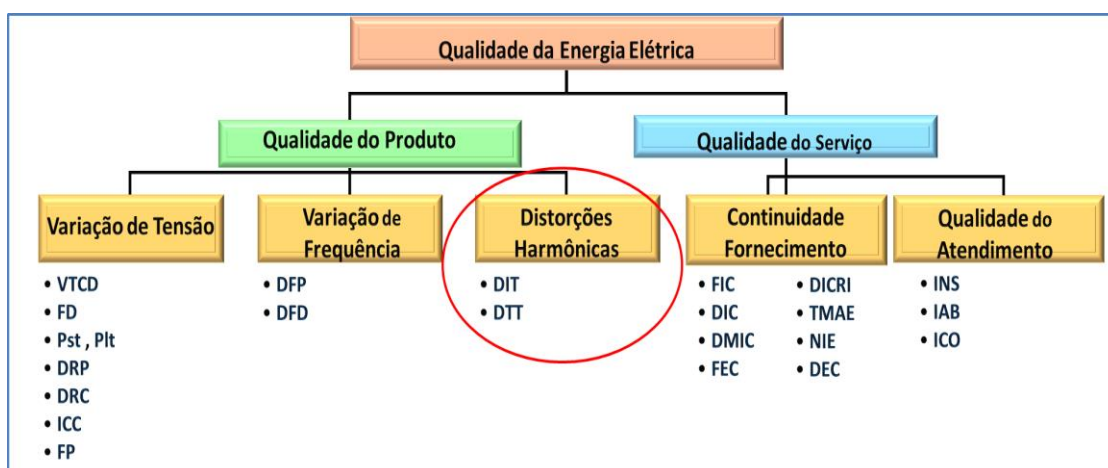 Qualidade da Energia Elétrica
Qualidade do Produto
Qualidade do Serviço
Variação de Tensão
Variação de
Frequência
Distorções
Harmônicas
Continuidade
Fornecimento
Qualidade do
Atendimento
• VTCD
• FD
• Pst , Plt
• DRP
• DRC
• ICC
• FP
• DFP
• DFD
• DIT
• DTT
• FIC
• DIC
• DMIC
• FEC
• DICRI
• TMAE
• NIE
• DEC
• INS
• IAB
• ICO